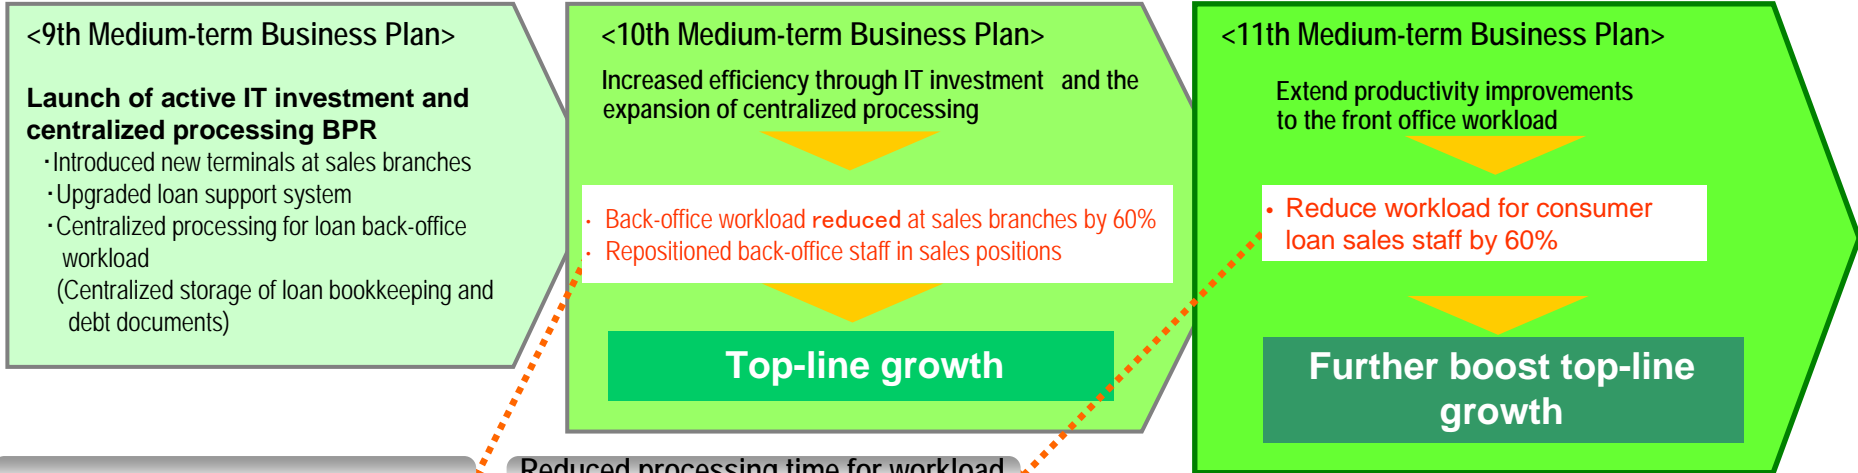 <9th Medium-term Business Plan>
Launch of active IT investment and
centralized processing BPR
・Introduced new terminals at sales branches
・Upgraded loan support system
・Centralized processing for loan back-office
workload
(Centralized storage of loan bookkeeping and
debt documents)
<10th Medium-term Business Plan>
Increased efficiency through IT investment and the
expansion of centralized processing
・ Back-office workload reduced at sales branches by 60%
・ Repositioned back-office staff in sales positions
Top-line growth
<11th Medium-term Business Plan>
Extend productivity improvements
to the front office workload
• Reduce workload for consumer
loan sales staff by 60%
Further boost top-line
growth
Reduced processing time for workload